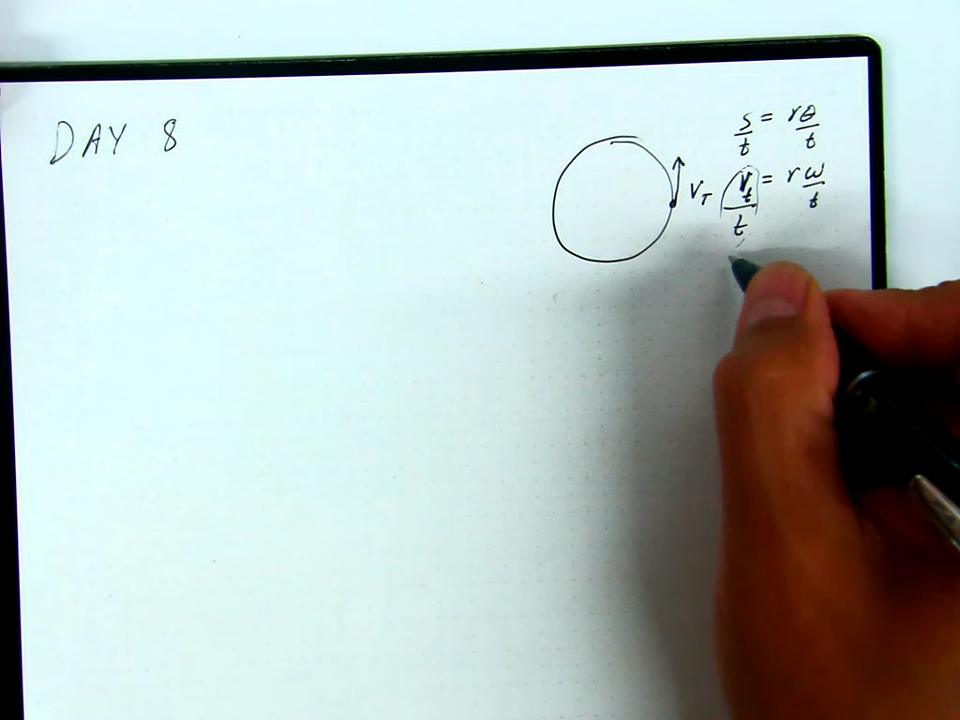 DAY 8
s/t = rθ/t
V_T
v_t/t = rω/t